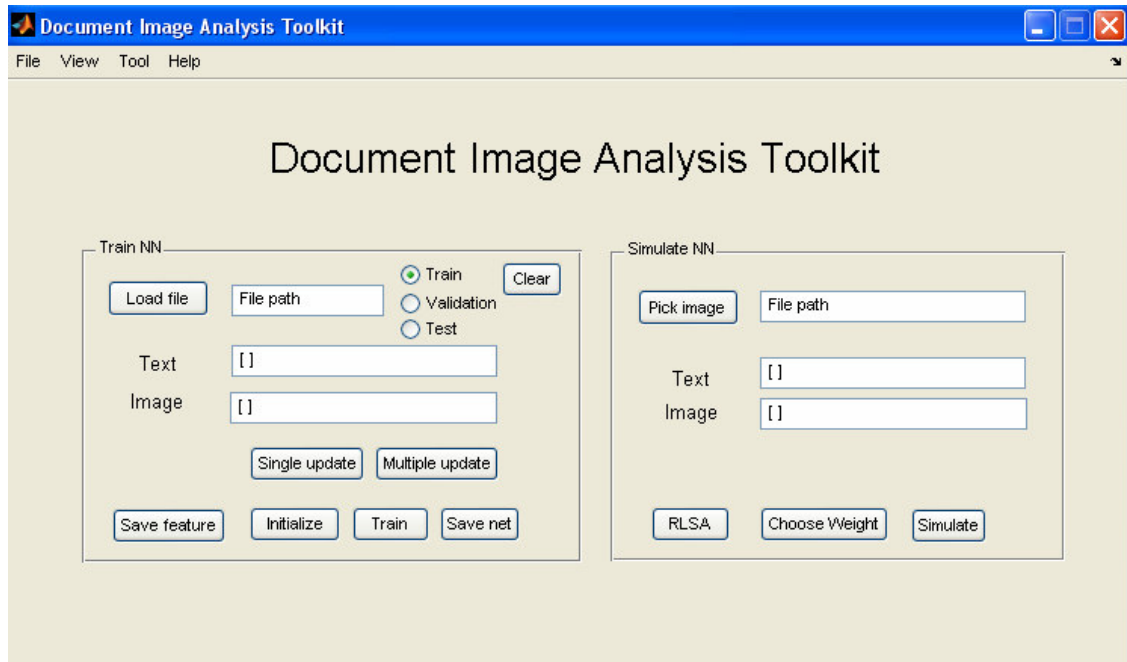 Document Image Analysis Toolkit
File View Tool Help
Document Image Analysis Toolkit
Train NN
Load file
File path
Train
Validation
Test
Clear
Text
[ ]
Image
[ ]
Single update
Multiple update
Save feature
Initialize
Train
Save net
Simulate NN
Pick image
File path
Text
[ ]
Image
[ ]
RLSA
Choose Weight
Simulate